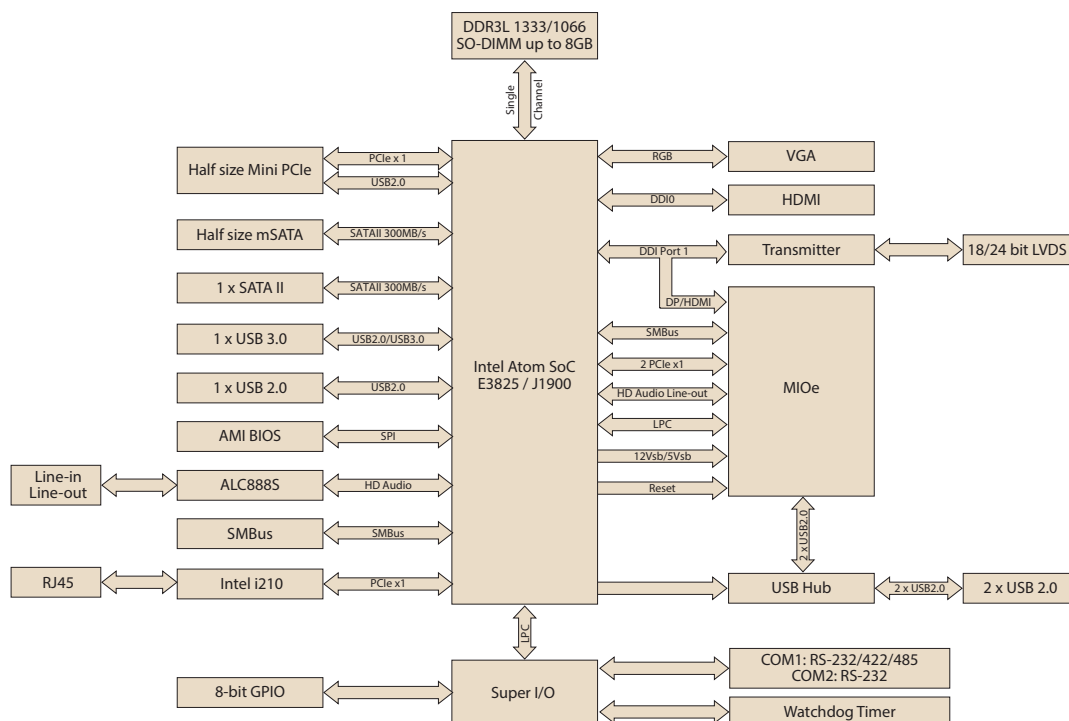 DDR3L 1333/1066
SO-DIMM up to 8GB
Single
Channel
Half size Mini PCIe
PCIe x 1
USB2.0
Half size mSATA
SATAII 300MB/s
1 x SATA II
SATAII 300MB/s
1 x USB 3.0
USB2.0/USB3.0
1 x USB 2.0
USB2.0
AMI BIOS
SPI
Line-in
Line-out
ALC888S
HD Audio
SMBus
SMBus
RJ45
Intel i210
PCIe x1
Intel Atom SoC
E3825 / J1900
RGB
VGA
DDI0
HDMI
DDI Port 1
Transmitter
18/24 bit LVDS
DP/HDMI
SMBus
2 PCIe x1
HD Audio Line-out
LPC
12Vsb/5Vsb
Reset
MIOe
2 x USB2.0
USB Hub
2 x USB2.0
2 x USB 2.0
LPC
8-bit GPIO
Super I/O
COM1: RS-232/422/485
COM2: RS-232
Watchdog Timer